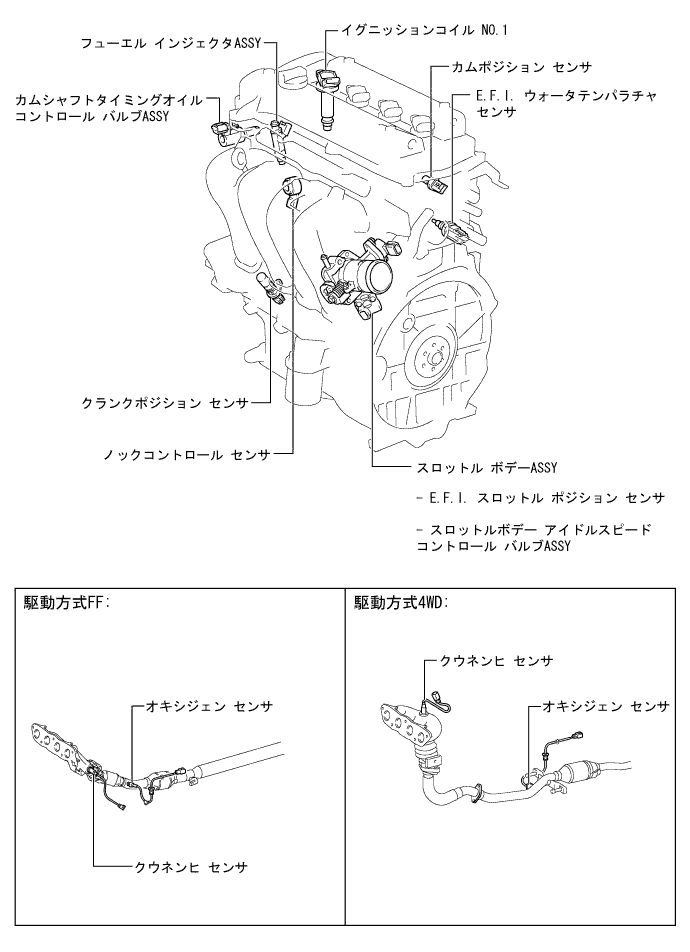 イグニッションコイル NO.1
フューエル インジェクタASSY
カムポジション センサ
カムシャフトタイミングオイル
コントロール バルブASSY
E.F.I. ウォータテンパラチャ
センサ
クランクポジション センサ
ノックコントロール センサ
スロットル ボデーASSY
- E.F.I. スロットル ポジション センサ
- スロットルボデー アイドルスピード
コントロール バルブASSY
駆動方式FF:
オキシジェン センサ
クウネンヒ センサ
駆動方式4WD:
クウネンヒ センサ
オキシジェン センサ